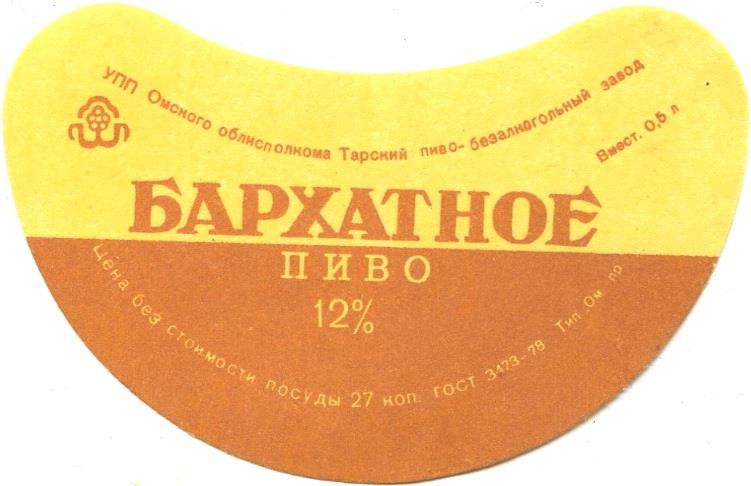 УПП Омского облисполкома Тарский пиво-безалкогольный завод
Вмест. 0,5 л
БАРХАТНОЕ
ПИВО
12%
Цена без стоимости посуды 27 коп. ГОСТ 3473-78 Тип Ом пр